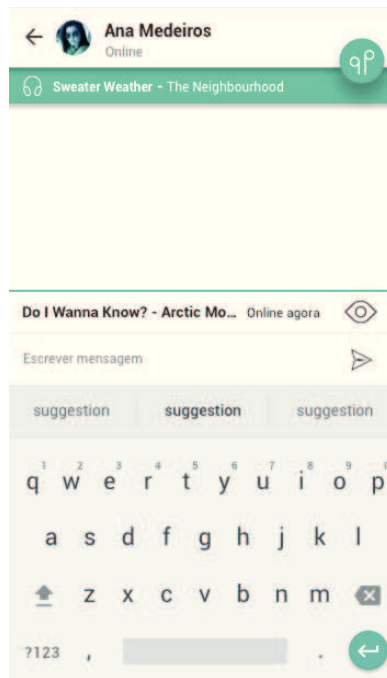 Ana Medeiros
Online
Sweater Weather - The Neighbourhood
Do I Wanna Know? - Arctic Mo... Online agora
Escrever mensagem
suggestion suggestion suggestion
1 2 3 4 5 6 7 8 9 0
q w e r t y u i o p
a s d f g h j k l
z x c v b n m
?123 , .